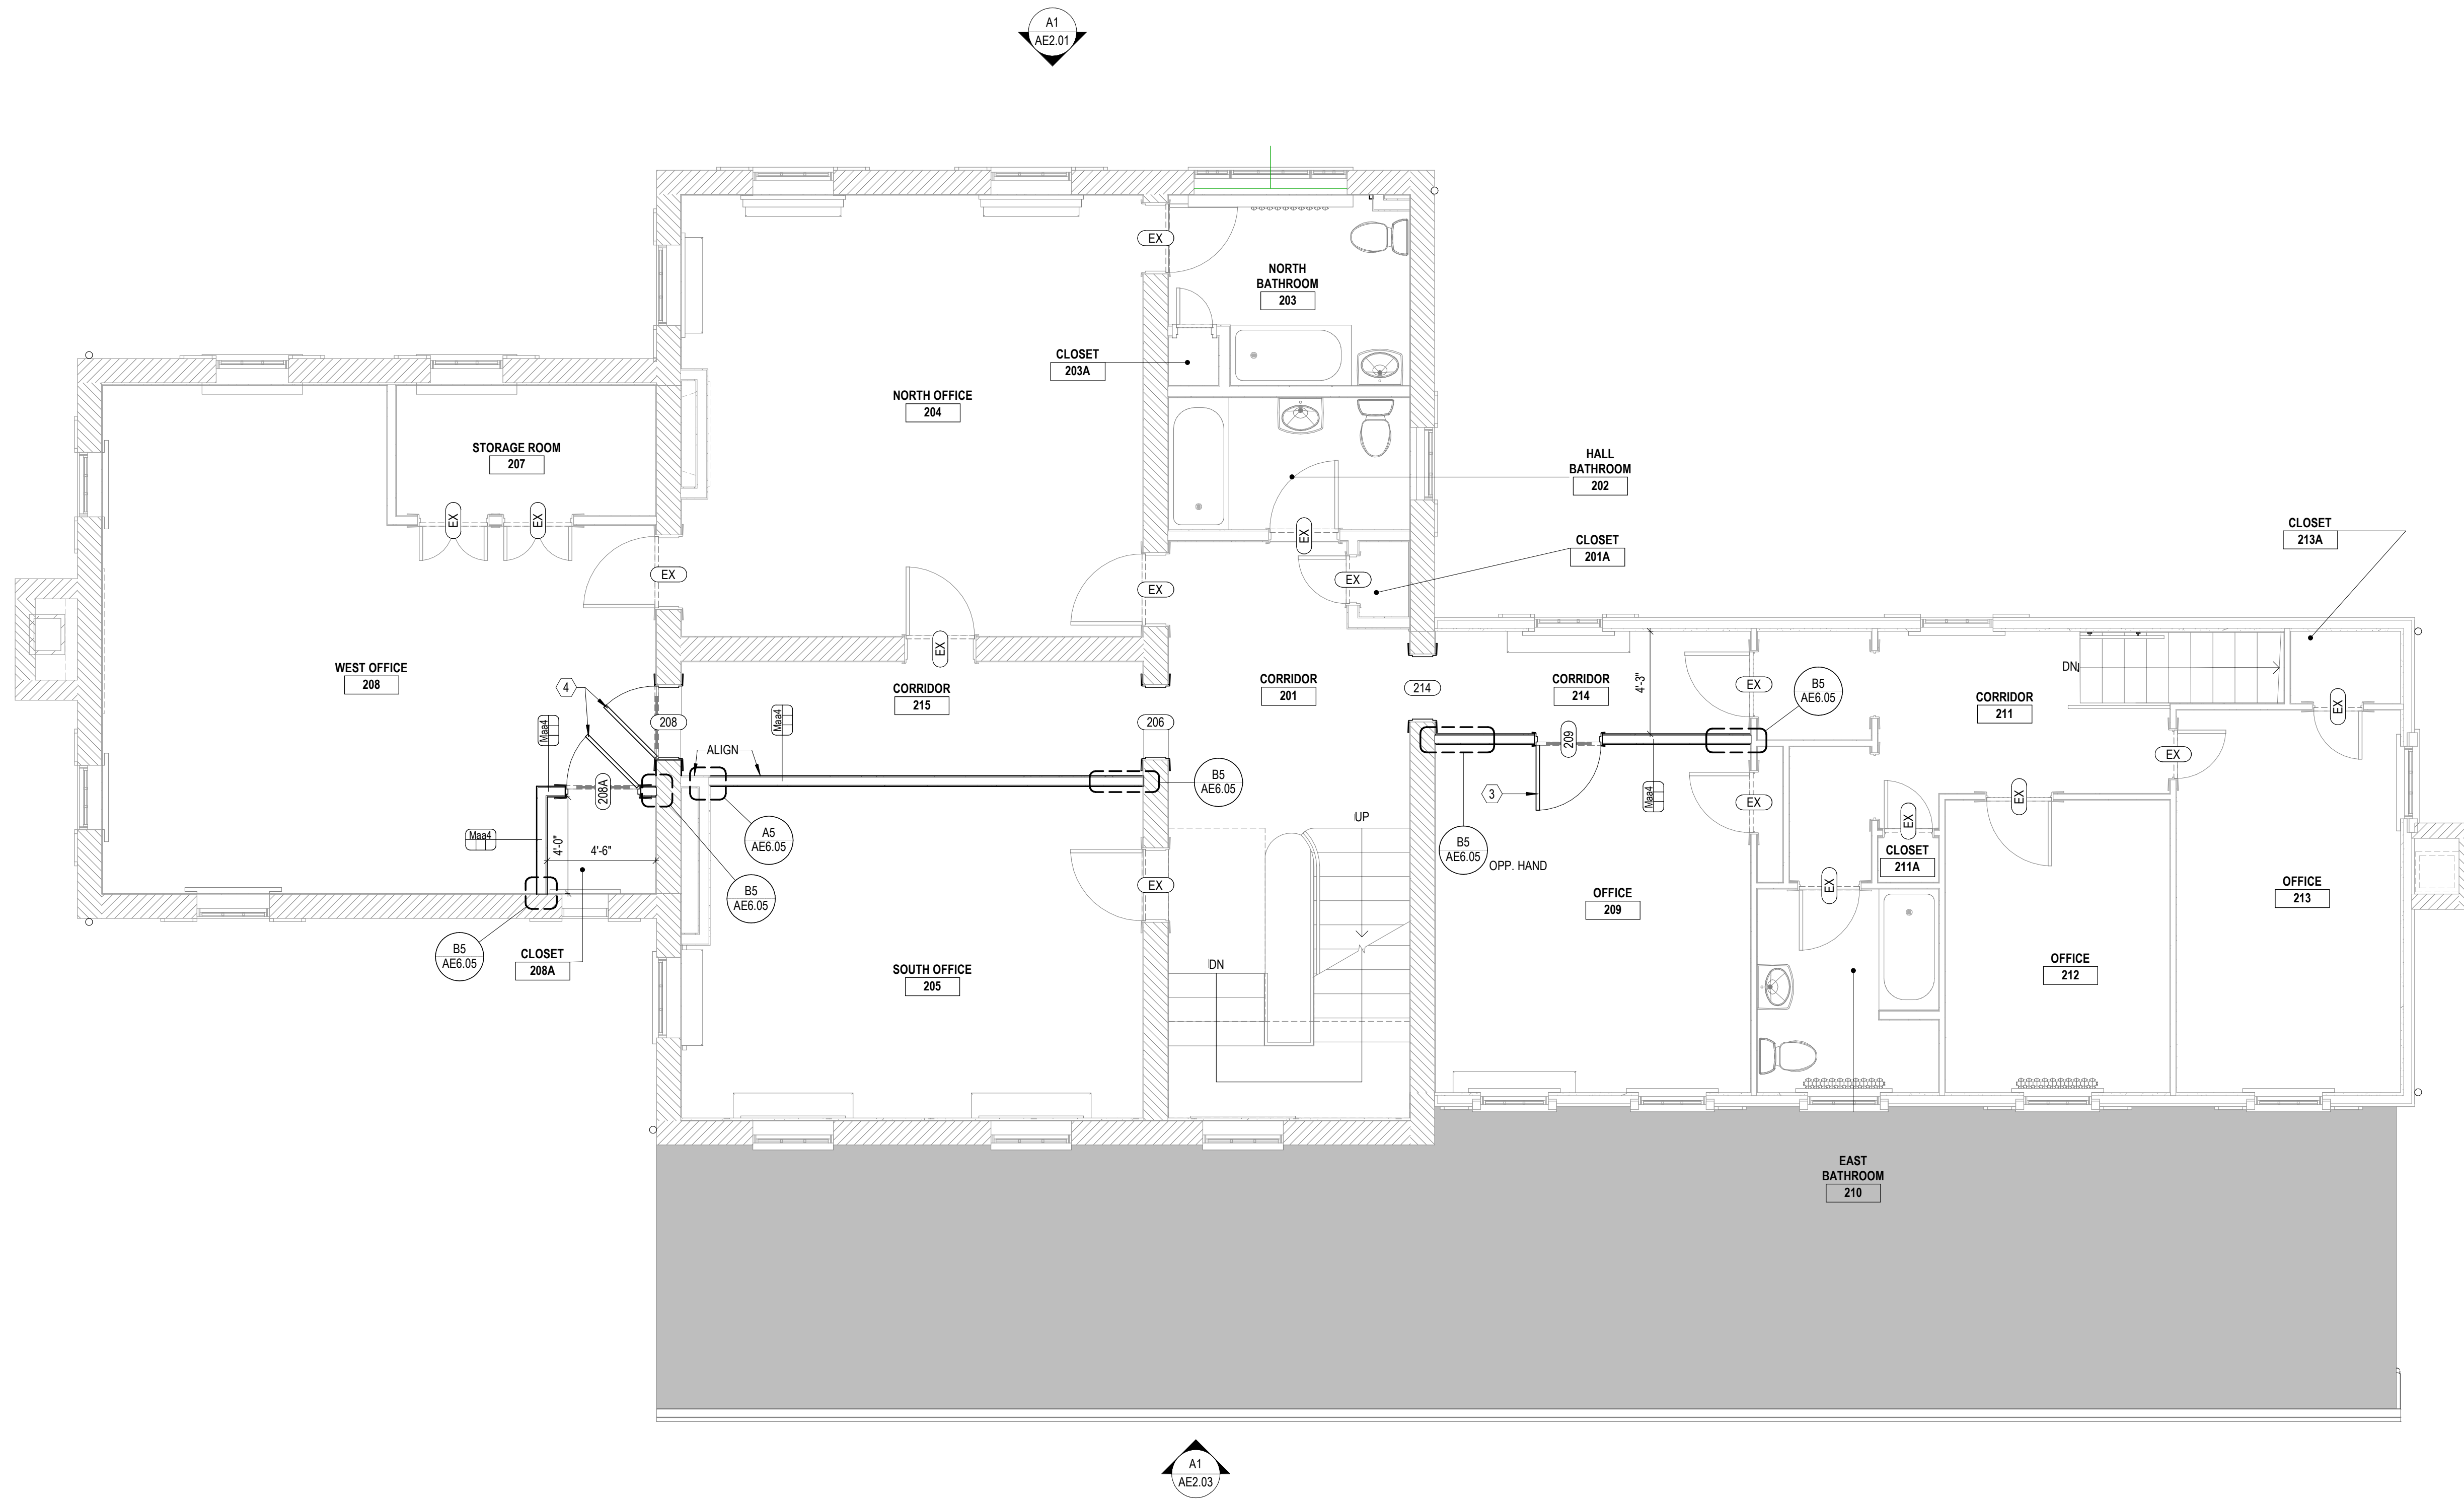 A1
AE2.01
EX
NORTH
BATHROOM
203
CLOSET
203A
NORTH OFFICE
204
STORAGE ROOM
207
HALL
BATHROOM
202
EX
EX
EX
CLOSET
213A
CLOSET
201A
EX
EX
EX
EX
WEST OFFICE
208
4
CORRIDOR
215
CORRIDOR
201
214
CORRIDOR
214
4'-3"
EX
B5
AE6.05
DN
CORRIDOR
211
EX
Maa4
208
Maa4
206
ALIGN
209
EX
208A
B5
AE6.05
3
Maa4
EX
EX
Maa4
4'-0"
4'-6"
A5
AE6.05
UP
B5
AE6.05
OPP. HAND
EX
CLOSET
211A
EX
EX
B5
AE6.05
OFFICE
209
OFFICE
213
B5
AE6.05
CLOSET
208A
SOUTH OFFICE
205
DN
OFFICE
212
EAST
BATHROOM
210
A1
AE2.03